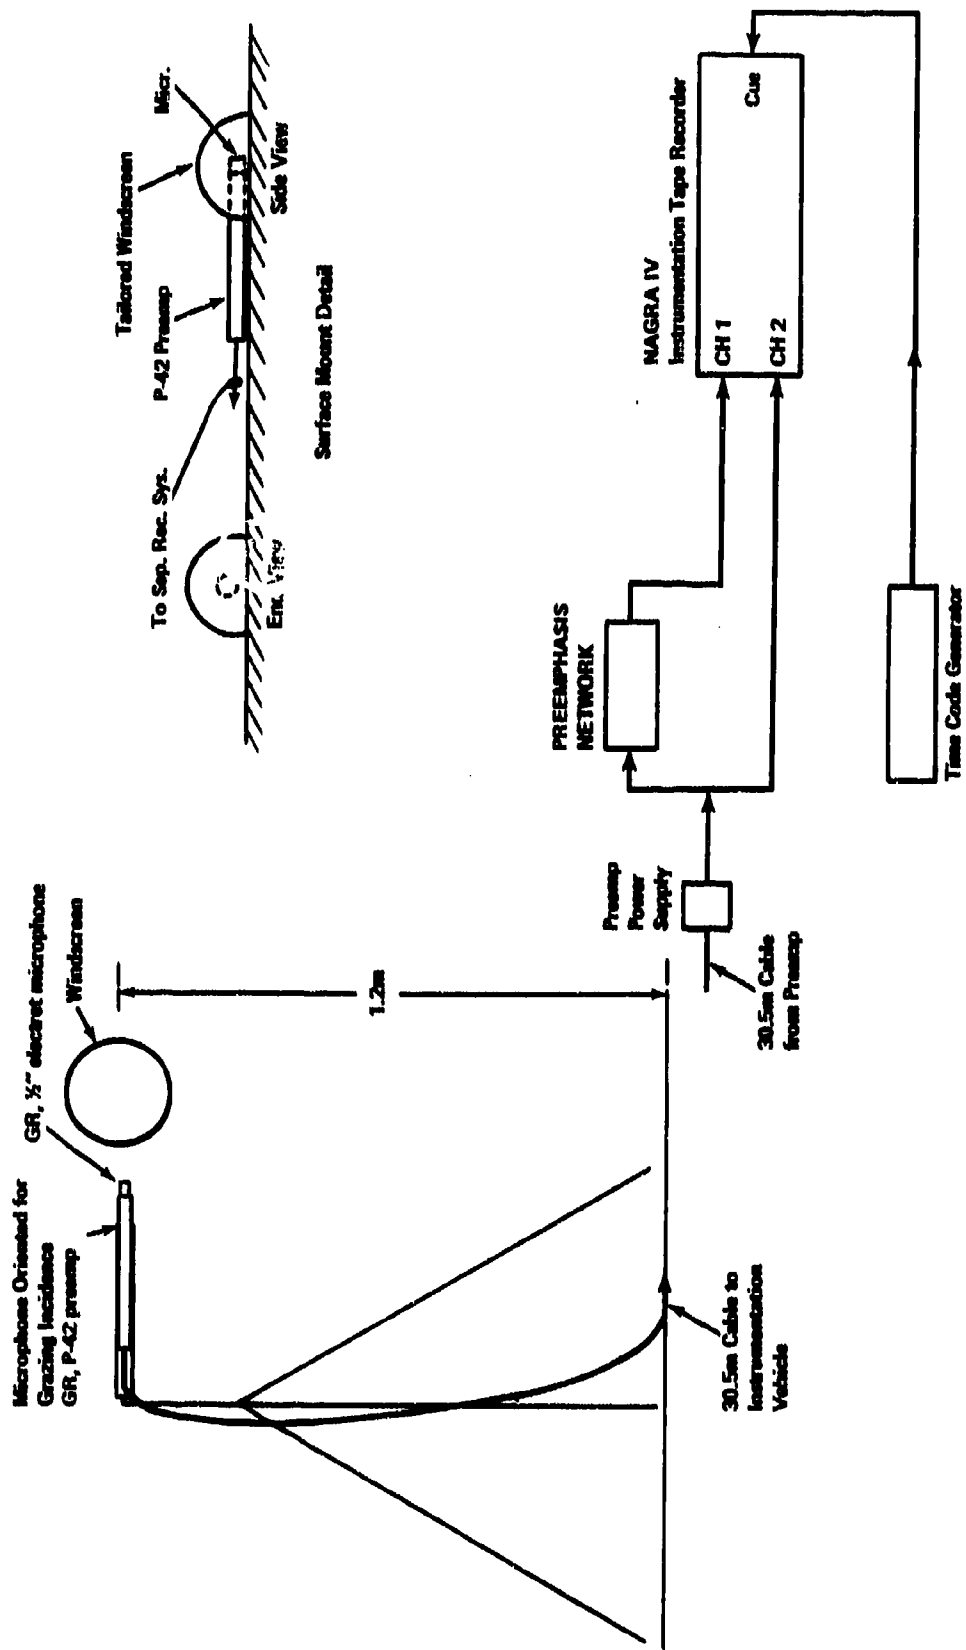 Microphone Oriented for
Grazing Incidence
GR, P-42 preamp
GR, ½" electret microphone
Windscreen
1.2m
30.5m Cable to
Instrumentation
Vehicle
Tailored Windscreen
Micr.
P-42 Preamp
To Sep. Rec. Sys.
End View
Side View
Surface Mount Detail
Preamp
Power
Supply
30.5m Cable
from Preamp
PREEMPHASIS
NETWORK
NAGRA IV
Instrumentation Tape Recorder
CH 1
CH 2
Cue
Time Code Generator